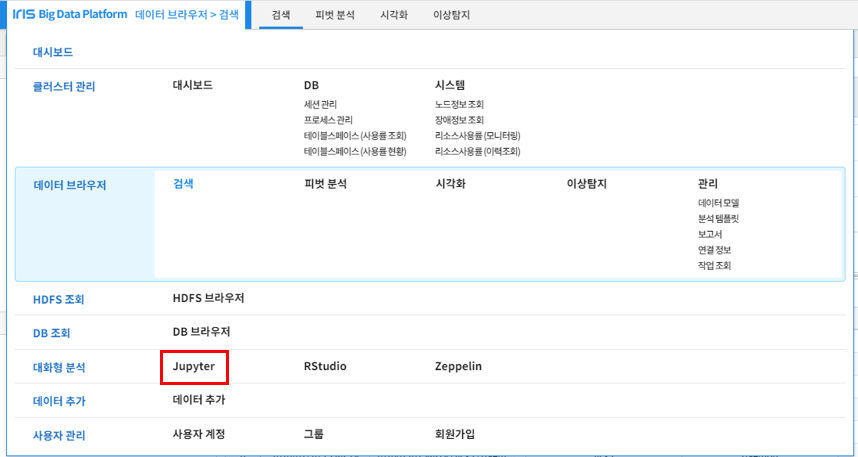 IRIS Big Data Platform 데이터 브라우저 > 검색 검색 피벗 분석 시각화 이상탐지
대시보드
클러스터 관리 대시보드 DB 시스템
세션 관리 노드정보 조회
프로세스 관리 장애정보 조회
테이블스페이스 (사용률 조회) 리소스사용률 (모니터링)
테이블스페이스 (사용률 현황) 리소스사용률 (이력조회)
데이터 브라우저 검색 피벗 분석 시각화 이상탐지 관리
데이터 모델
분석 템플릿
보고서
연결 정보
작업 조회
HDFS 조회 HDFS 브라우저
DB 조회 DB 브라우저
대화형 분석 Jupyter RStudio Zeppelin
데이터 추가 데이터 추가
사용자 관리 사용자 계정 그룹 회원가입